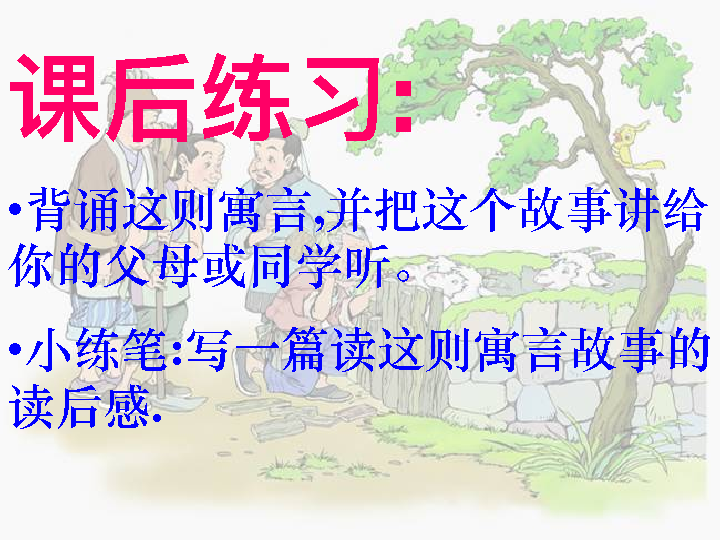 课后练习:
•背诵这则寓言,并把这个故事讲给
你的父母或同学听。
•小练笔:写一篇读这则寓言故事的
读后感.